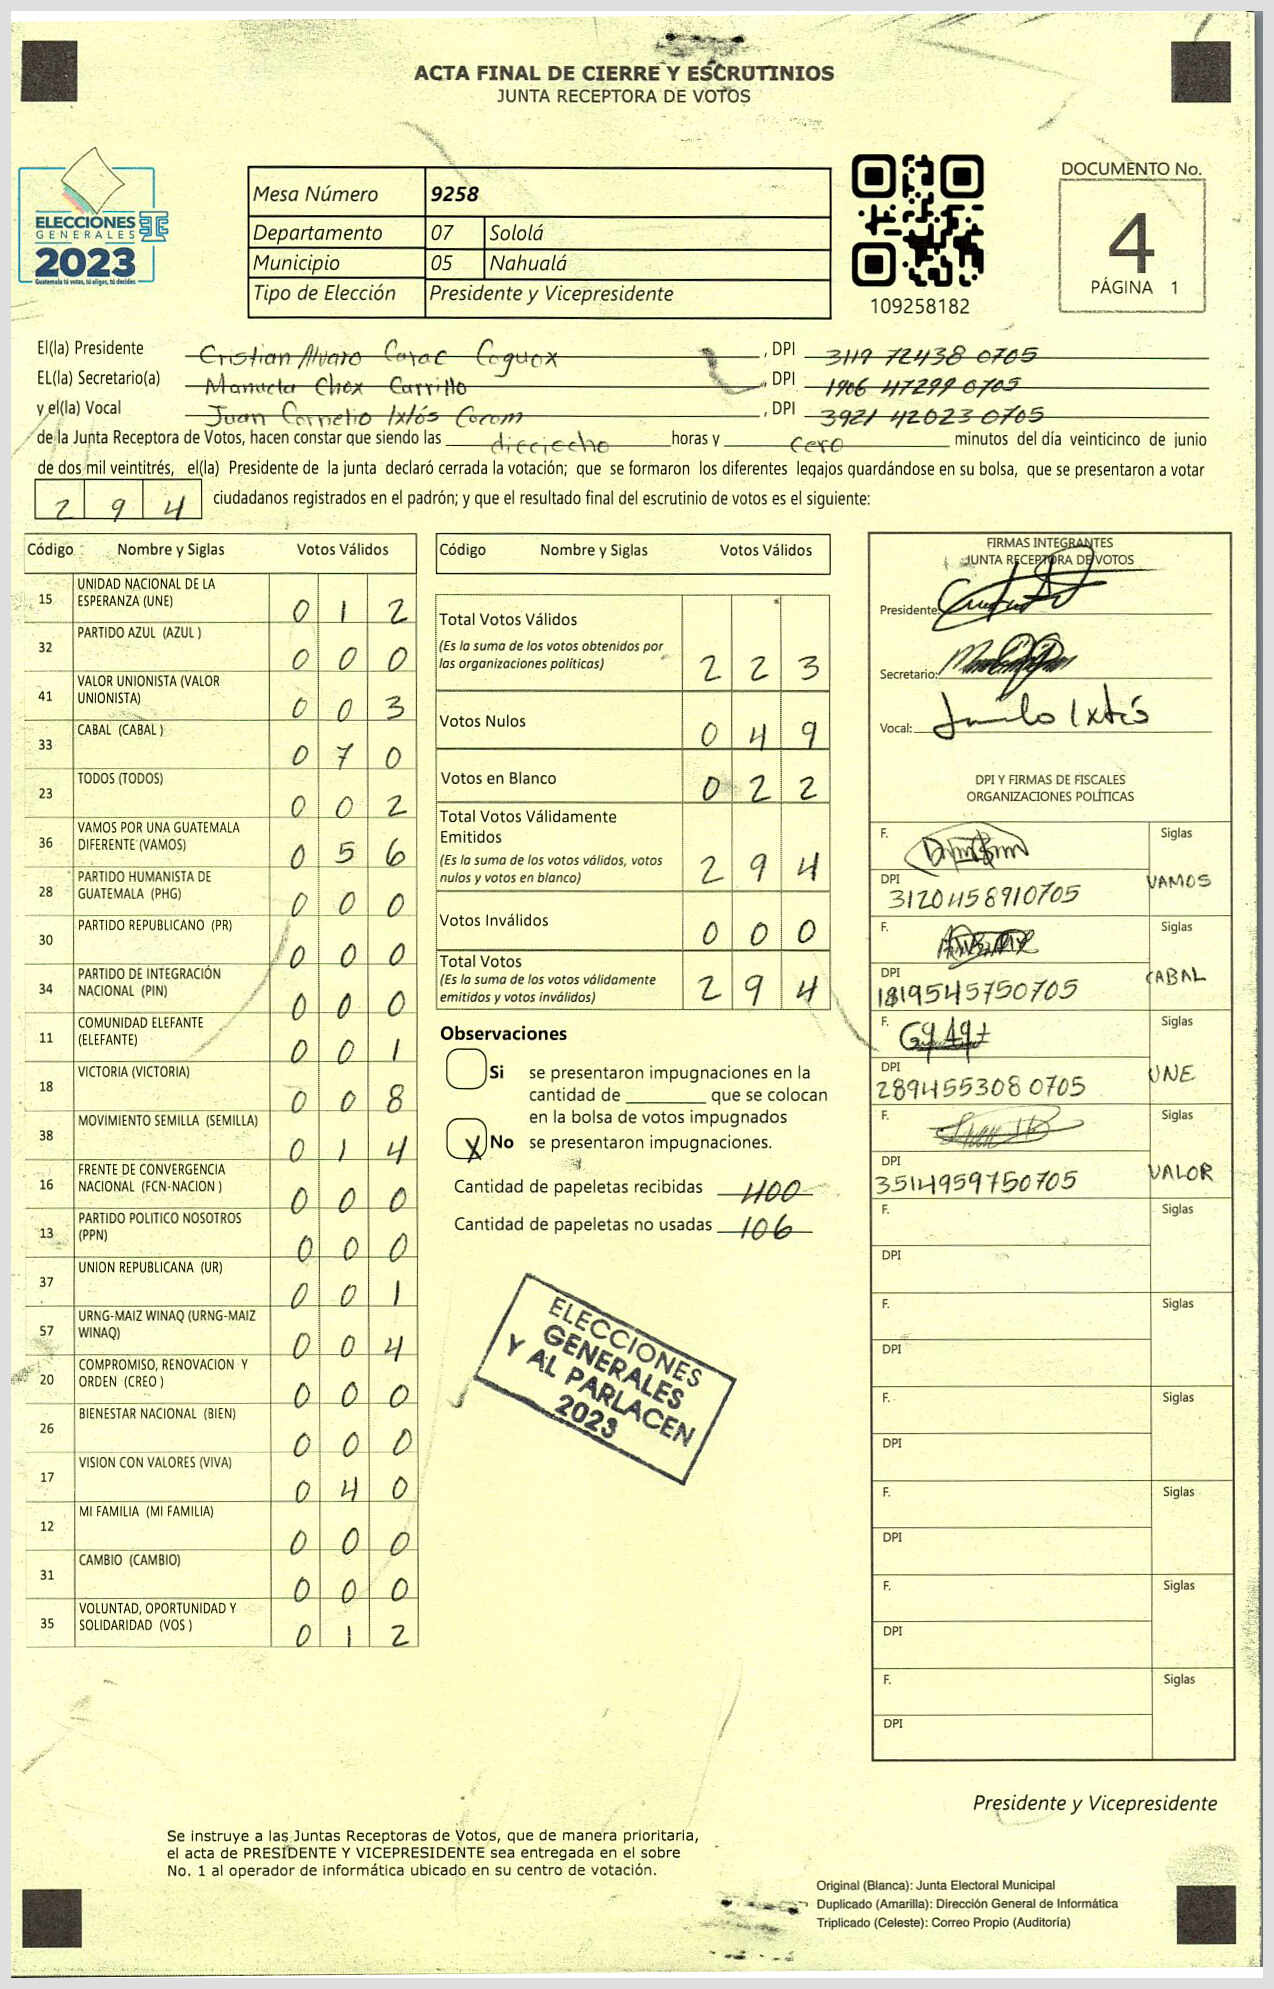 ACTA FINAL DE CIERRE Y ESCRUTINIOS
JUNTA RECEPTORA DE VOTOS
ELECCIONES
GENERALES
2023
Guatemala tú votas, tú eliges, tú decides
Mesa Número 9258
Departamento 07 Sololá
Municipio 05 Nahualá
Tipo de Elección Presidente y Vicepresidente
109258182
DOCUMENTO No.
4
PÁGINA 1
El(la) Presidente Cristian Alvaro Carac Coguox, DPI 3119 72438 0705
EL(la) Secretario(a) Manuela Chox Carrillo, DPI 1906 47299 0705
y el(la) Vocal Juan Cornelio Ixtós Cocom, DPI 3921 42023 0705
de la Junta Receptora de Votos, hacen constar que siendo las dieciocho horas y cero minutos del día veinticinco de junio
de dos mil veintitrés, el(la) Presidente de la junta declaró cerrada la votación; que se formaron los diferentes legajos guardándose en su bolsa, que se presentaron a votar
2 9 4 ciudadanos registrados en el padrón; y que el resultado final del escrutinio de votos es el siguiente:
Código Nombre y Siglas Votos Válidos
15 UNIDAD NACIONAL DE LA ESPERANZA (UNE) 0 1 2
32 PARTIDO AZUL (AZUL ) 0 0 0
41 VALOR UNIONISTA (VALOR UNIONISTA) 0 0 3
33 CABAL (CABAL ) 0 7 0
23 TODOS (TODOS) 0 0 2
36 VAMOS POR UNA GUATEMALA DIFERENTE (VAMOS) 0 5 6
28 PARTIDO HUMANISTA DE GUATEMALA (PHG) 0 0 0
30 PARTIDO REPUBLICANO (PR) 0 0 0
34 PARTIDO DE INTEGRACIÓN NACIONAL (PIN) 0 0 0
11 COMUNIDAD ELEFANTE (ELEFANTE) 0 0 1
18 VICTORIA (VICTORIA) 0 0 8
38 MOVIMIENTO SEMILLA (SEMILLA) 0 1 4
16 FRENTE DE CONVERGENCIA NACIONAL (FCN-NACION ) 0 0 0
13 PARTIDO POLITICO NOSOTROS (PPN) 0 0 0
37 UNION REPUBLICANA (UR) 0 0 1
57 URNG-MAIZ WINAQ (URNG-MAIZ WINAQ) 0 0 4
20 COMPROMISO, RENOVACION Y ORDEN (CREO ) 0 0 0
26 BIENESTAR NACIONAL (BIEN) 0 0 0
17 VISION CON VALORES (VIVA) 0 4 0
12 MI FAMILIA (MI FAMILIA) 0 0 0
31 CAMBIO (CAMBIO) 0 0 0
35 VOLUNTAD, OPORTUNIDAD Y SOLIDARIDAD (VOS ) 0 1 2
Código Nombre y Siglas Votos Válidos
Total Votos Válidos
(Es la suma de los votos obtenidos por
las organizaciones politicas) 2 2 3
Votos Nulos 0 4 9
Votos en Blanco 0 2 2
Total Votos Válidamente
Emitidos
(Es la suma de los votos válidos, votos
nulos y votos en blanco) 2 9 4
Votos Inválidos 0 0 0
Total Votos
(Es la suma de los votos válidamente
emitidos y votos inválidos) 2 9 4
Observaciones
Si se presentaron impugnaciones en la
cantidad de ________ que se colocan
en la bolsa de votos impugnados
X No se presentaron impugnaciones.
Cantidad de papeletas recibidas 400
Cantidad de papeletas no usadas 106
ELECCIONES
GENERALES
Y AL PARLACEN
2023
FIRMAS INTEGRANTES
JUNTA RECEPTORA DE VOTOS
Presidente:
Secretario:
Vocal:
DPI Y FIRMAS DE FISCALES
ORGANIZACIONES POLÍTICAS
F. Siglas
DPI 3120458910705 VAMOS
F. Siglas
DPI 1819545750705 CABAL
F. Siglas
DPI 2894553080705 UNE
F. Siglas
DPI 3514959750705 VALOR
F. Siglas
DPI
F. Siglas
DPI
F. Siglas
DPI
F. Siglas
DPI
F. Siglas
DPI
F. Siglas
DPI
Presidente y Vicepresidente
Se instruye a las Juntas Receptoras de Votos, que de manera prioritaria,
el acta de PRESIDENTE Y VICEPRESIDENTE sea entregada en el sobre
No. 1 al operador de informática ubicado en su centro de votación.
Original (Blanca): Junta Electoral Municipal
Duplicado (Amarilla): Dirección General de Informática
Triplicado (Celeste): Correo Propio (Auditoría)